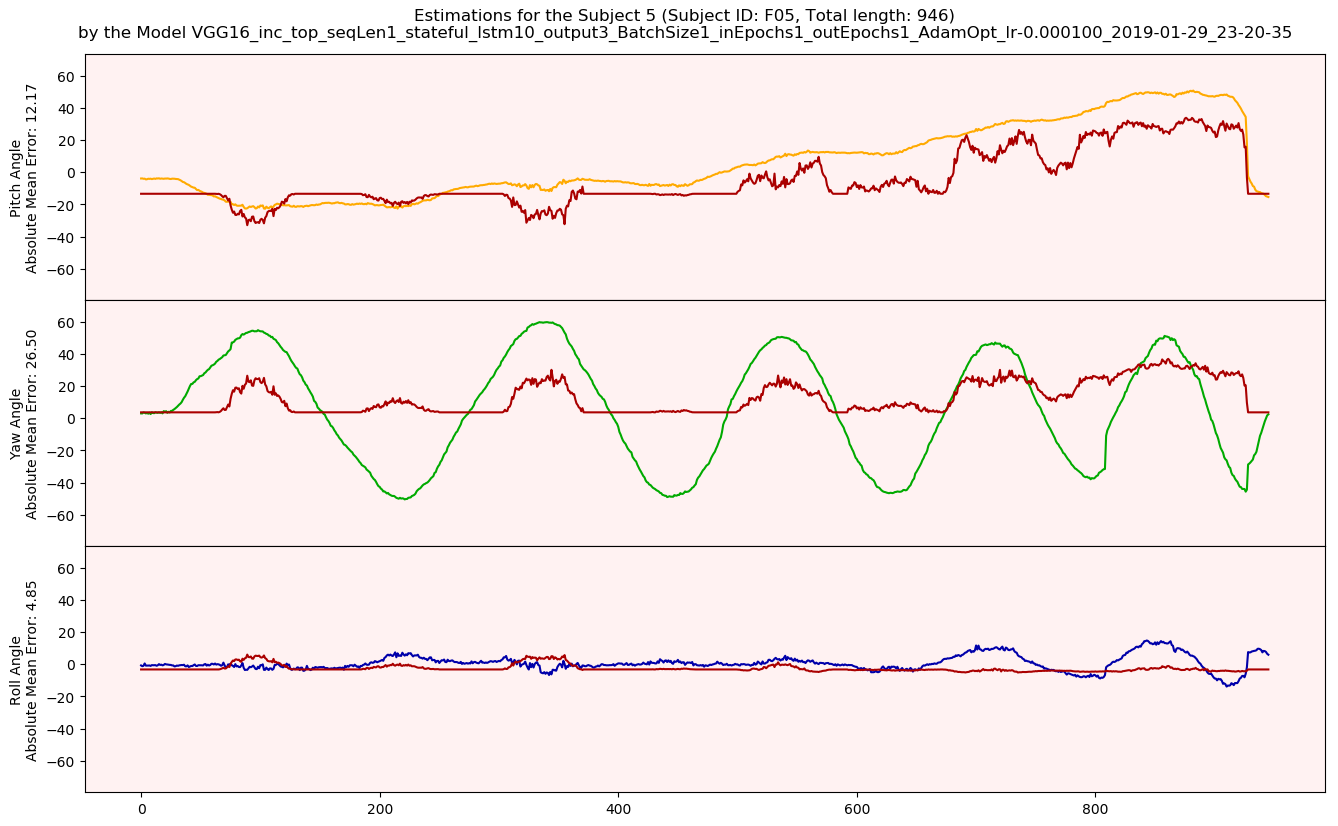 Estimations for the Subject 5 (Subject ID: F05, Total length: 946)
by the Model VGG16_inc_top_seqLen1_stateful_lstm10_output3_BatchSize1_inEpochs1_outEpochs1_AdamOpt_lr-0.000100_2019-01-29_23-20-35
Pitch Angle
Absolute Mean Error: 12.17
60
40
20
0
−20
−40
−60
Yaw Angle
Absolute Mean Error: 26.50
60
40
20
0
−20
−40
−60
Roll Angle
Absolute Mean Error: 4.85
60
40
20
0
−20
−40
−60
0 200 400 600 800